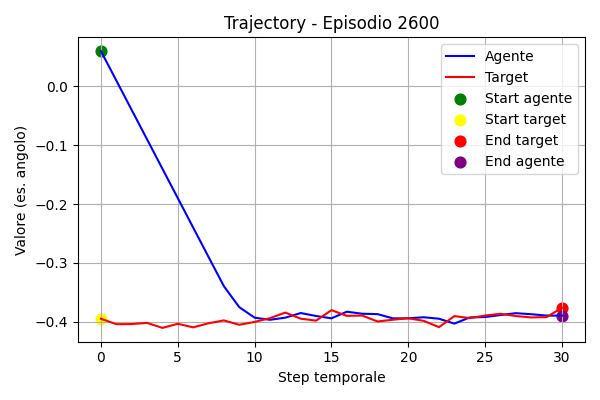 Trajectory - Episodio 2600
Agente
Target
Start agente
Start target
End target
End agente
Valore (es. angolo)
0.0
−0.1
−0.2
−0.3
−0.4
0 5 10 15 20 25 30
Step temporale